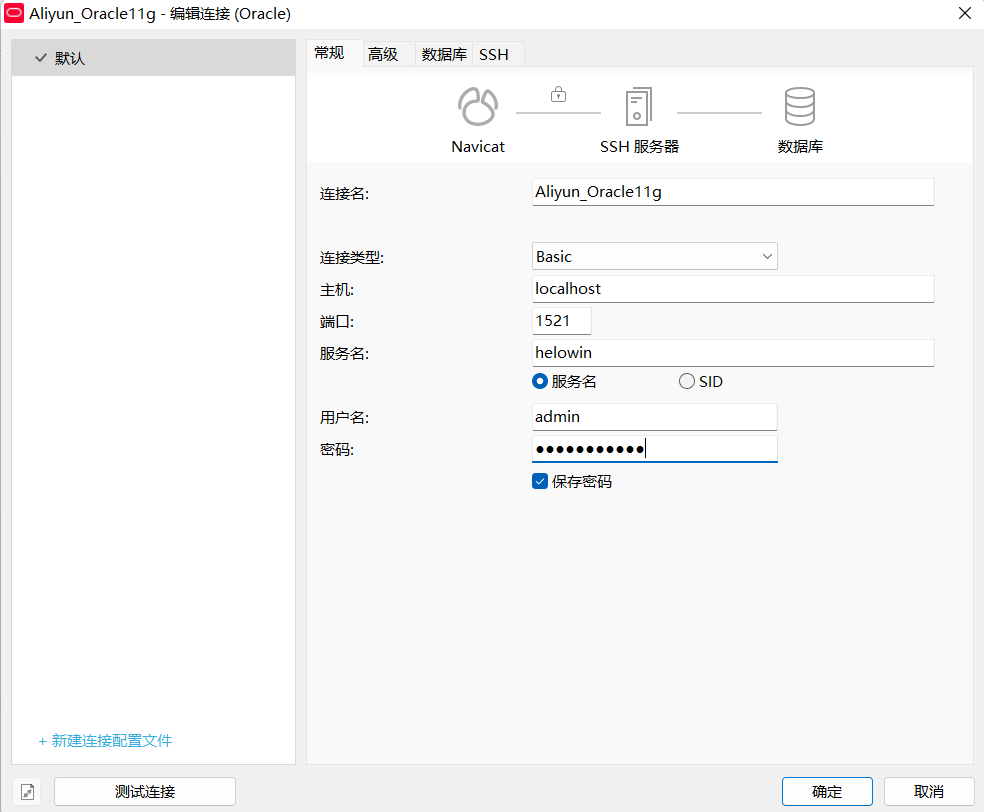 Aliyun_Oracle11g - 编辑连接 (Oracle)
默认
常规 高级 数据库 SSH
Navicat SSH 服务器 数据库
连接名: Aliyun_Oracle11g
连接类型: Basic
主机: localhost
端口: 1521
服务名: helowin
服务名 SID
用户名: admin
密码: ●●●●●●●●●●●
保存密码
+ 新建连接配置文件
测试连接 确定 取消